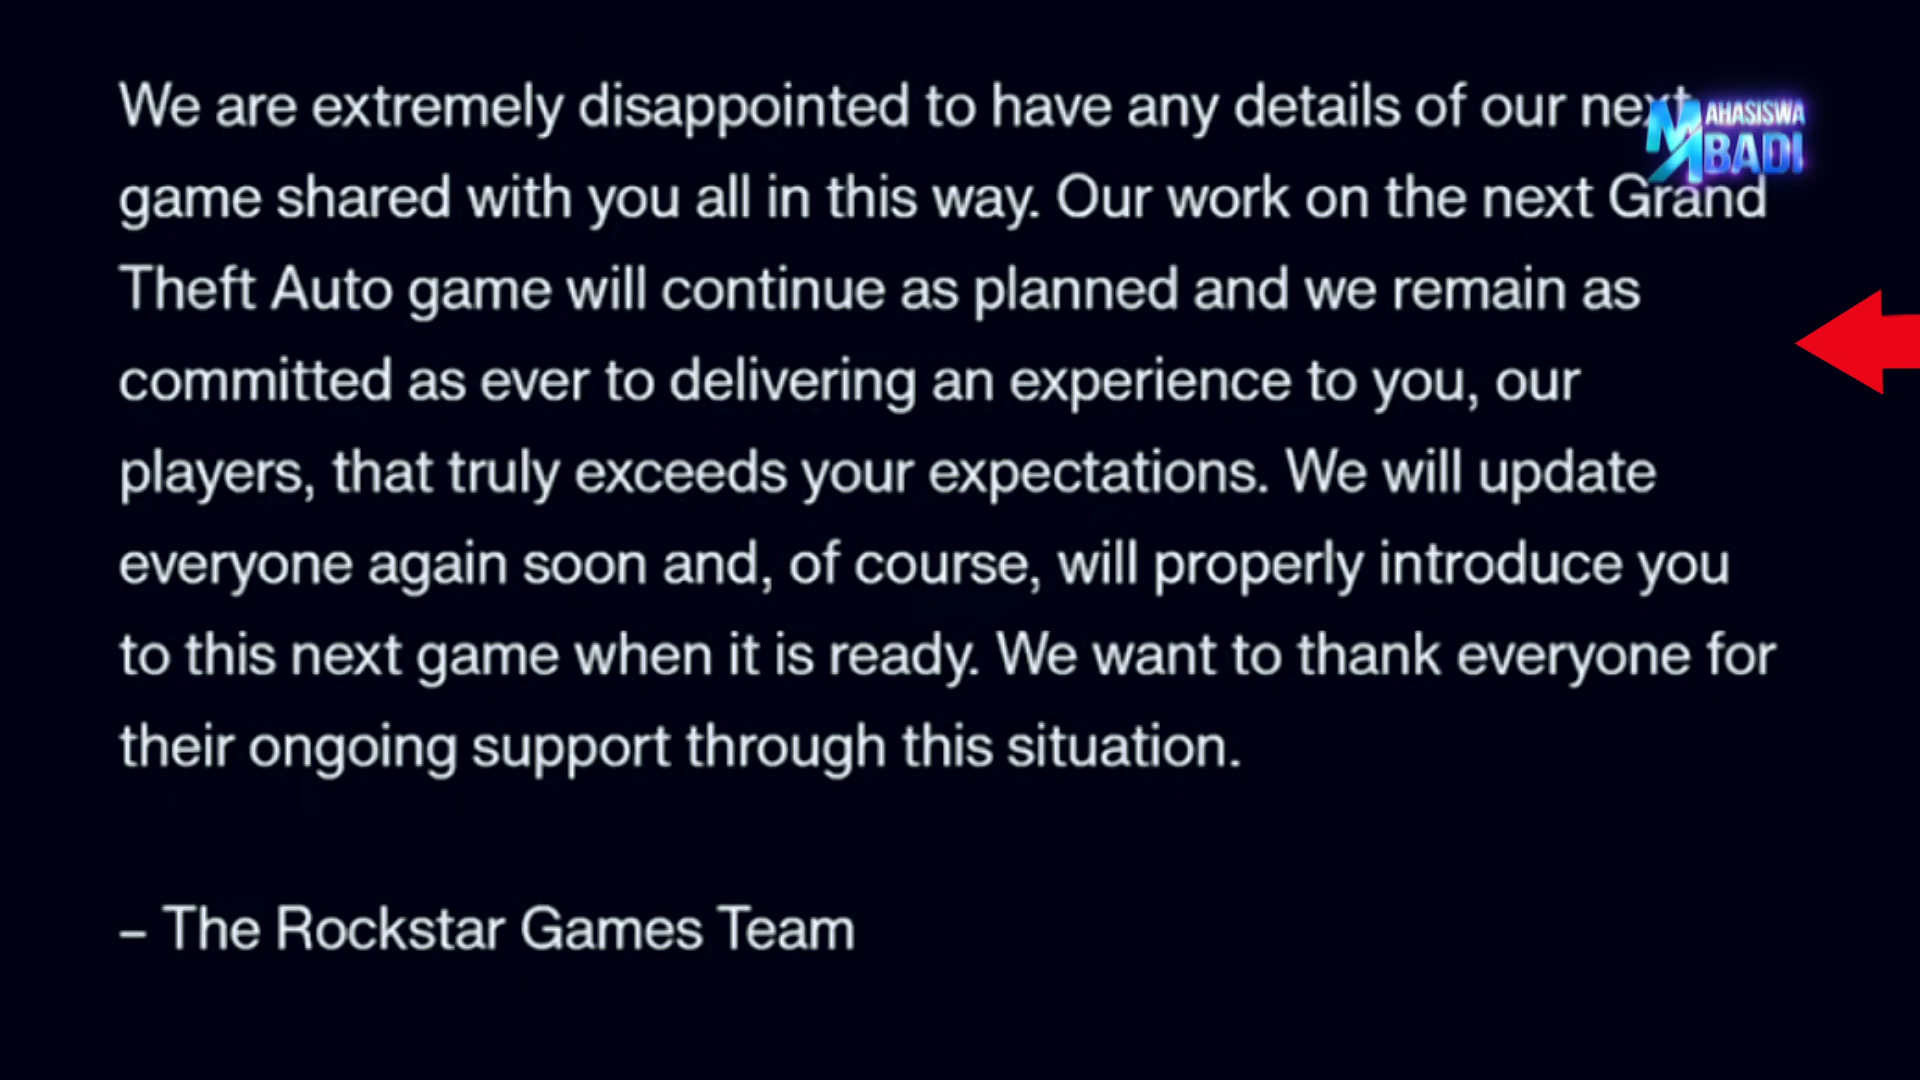 We are extremely disappointed to have any details of our next
game shared with you all in this way. Our work on the next Grand
Theft Auto game will continue as planned and we remain as
committed as ever to delivering an experience to you, our
players, that truly exceeds your expectations. We will update
everyone again soon and, of course, will properly introduce you
to this next game when it is ready. We want to thank everyone for
their ongoing support through this situation.
– The Rockstar Games Team
MAHASISWA
ABADI